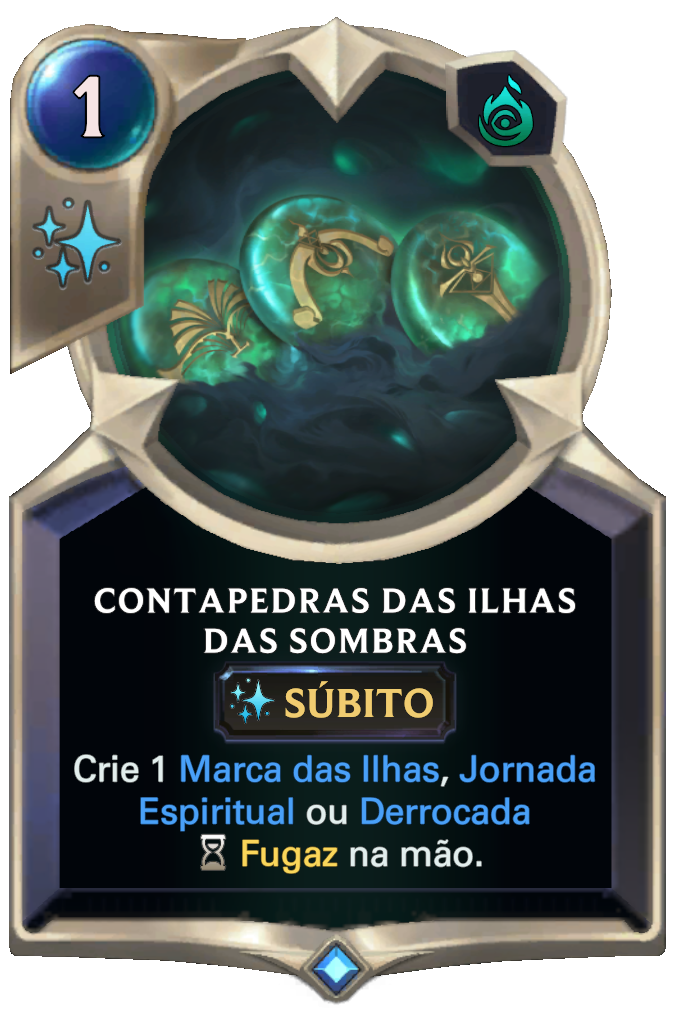 1
CONTAPEDRAS DAS ILHAS
DAS SOMBRAS
SÚBITO
Crie 1 Marca das Ilhas, Jornada
Espiritual ou Derrocada
Fugaz na mão.